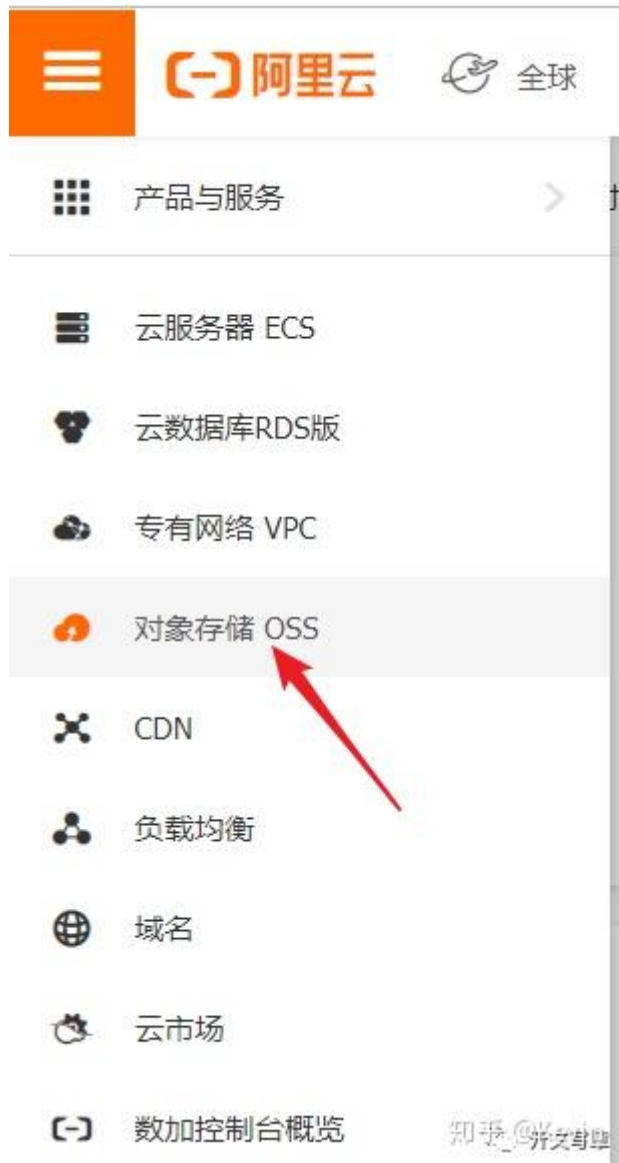 阿里云 全球
产品与服务
云服务器 ECS
云数据库RDS版
专有网络 VPC
对象存储 OSS
CDN
负载均衡
域名
云市场
数加控制台概览
知乎